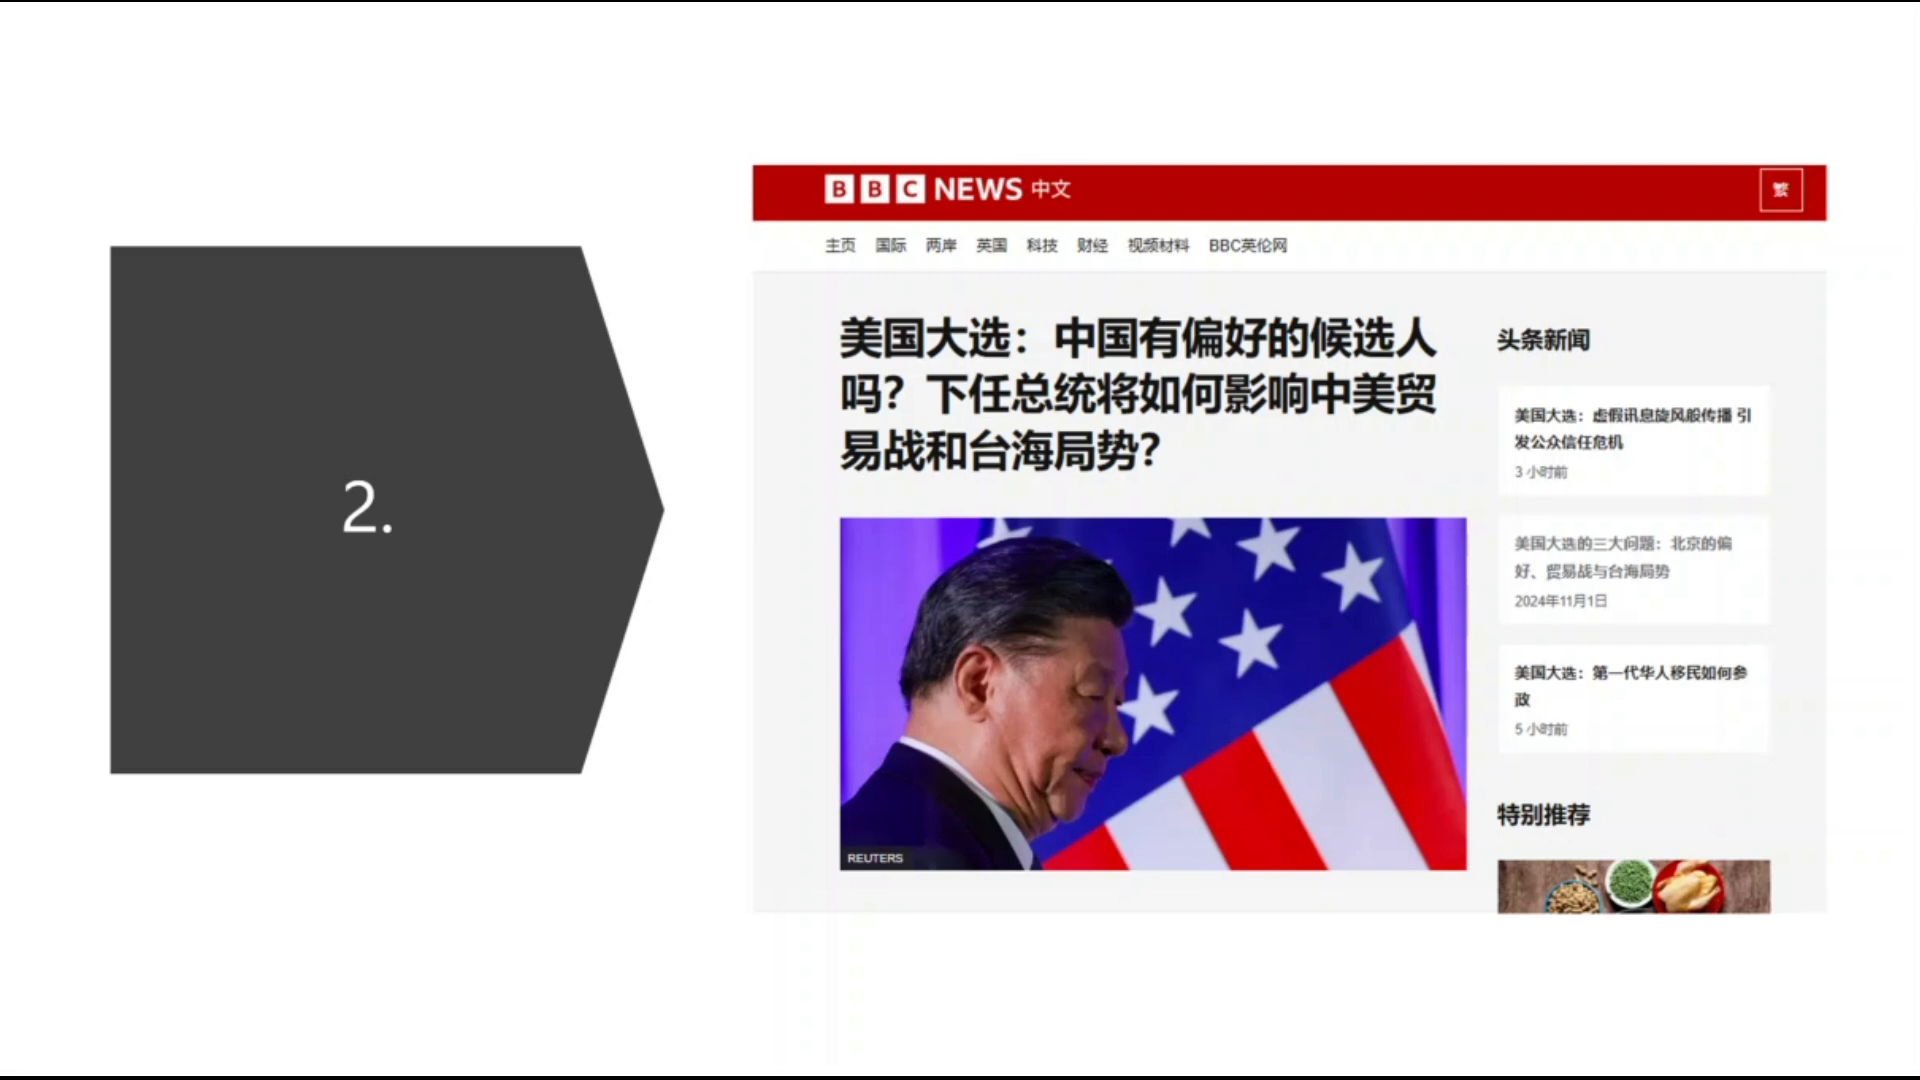 2.
BBC NEWS 中文
繁
主页 国际 两岸 英国 科技 财经 视频材料 BBC英伦网
美国大选：中国有偏好的候选人
吗？下任总统将如何影响中美贸
易战和台海局势？
REUTERS
头条新闻
美国大选：虚假讯息旋风般传播 引
发公众信任危机
3 小时前
美国大选的三大问题：北京的偏
好、贸易战与台海局势
2024年11月1日
美国大选：第一代华人移民如何参
政
5 小时前
特别推荐